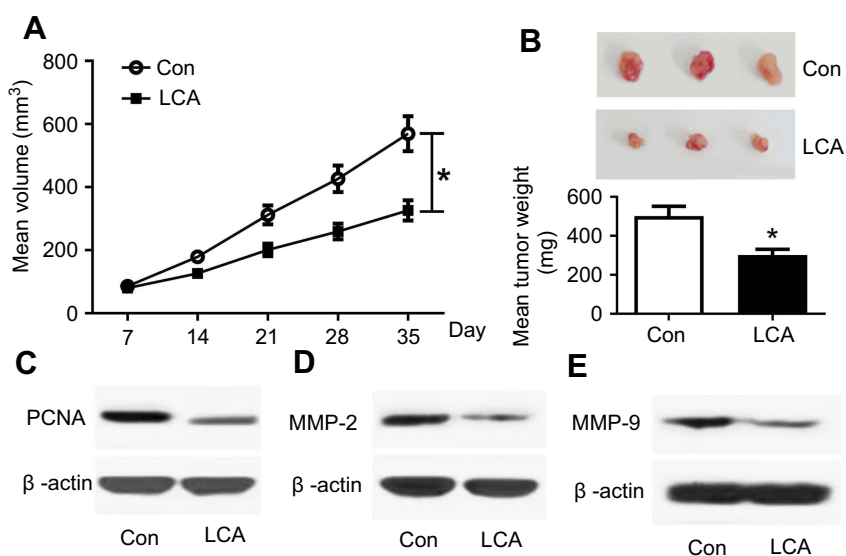 A
Mean volume (mm³)
800
600
400
200
0
Con
LCA
*
7 14 21 28 35 Day
B
Con
LCA
Mean tumor weight
(mg)
600
400
200
0
*
Con LCA
C
PCNA
β -actin
Con LCA
D
MMP-2
β -actin
Con LCA
E
MMP-9
β -actin
Con LCA